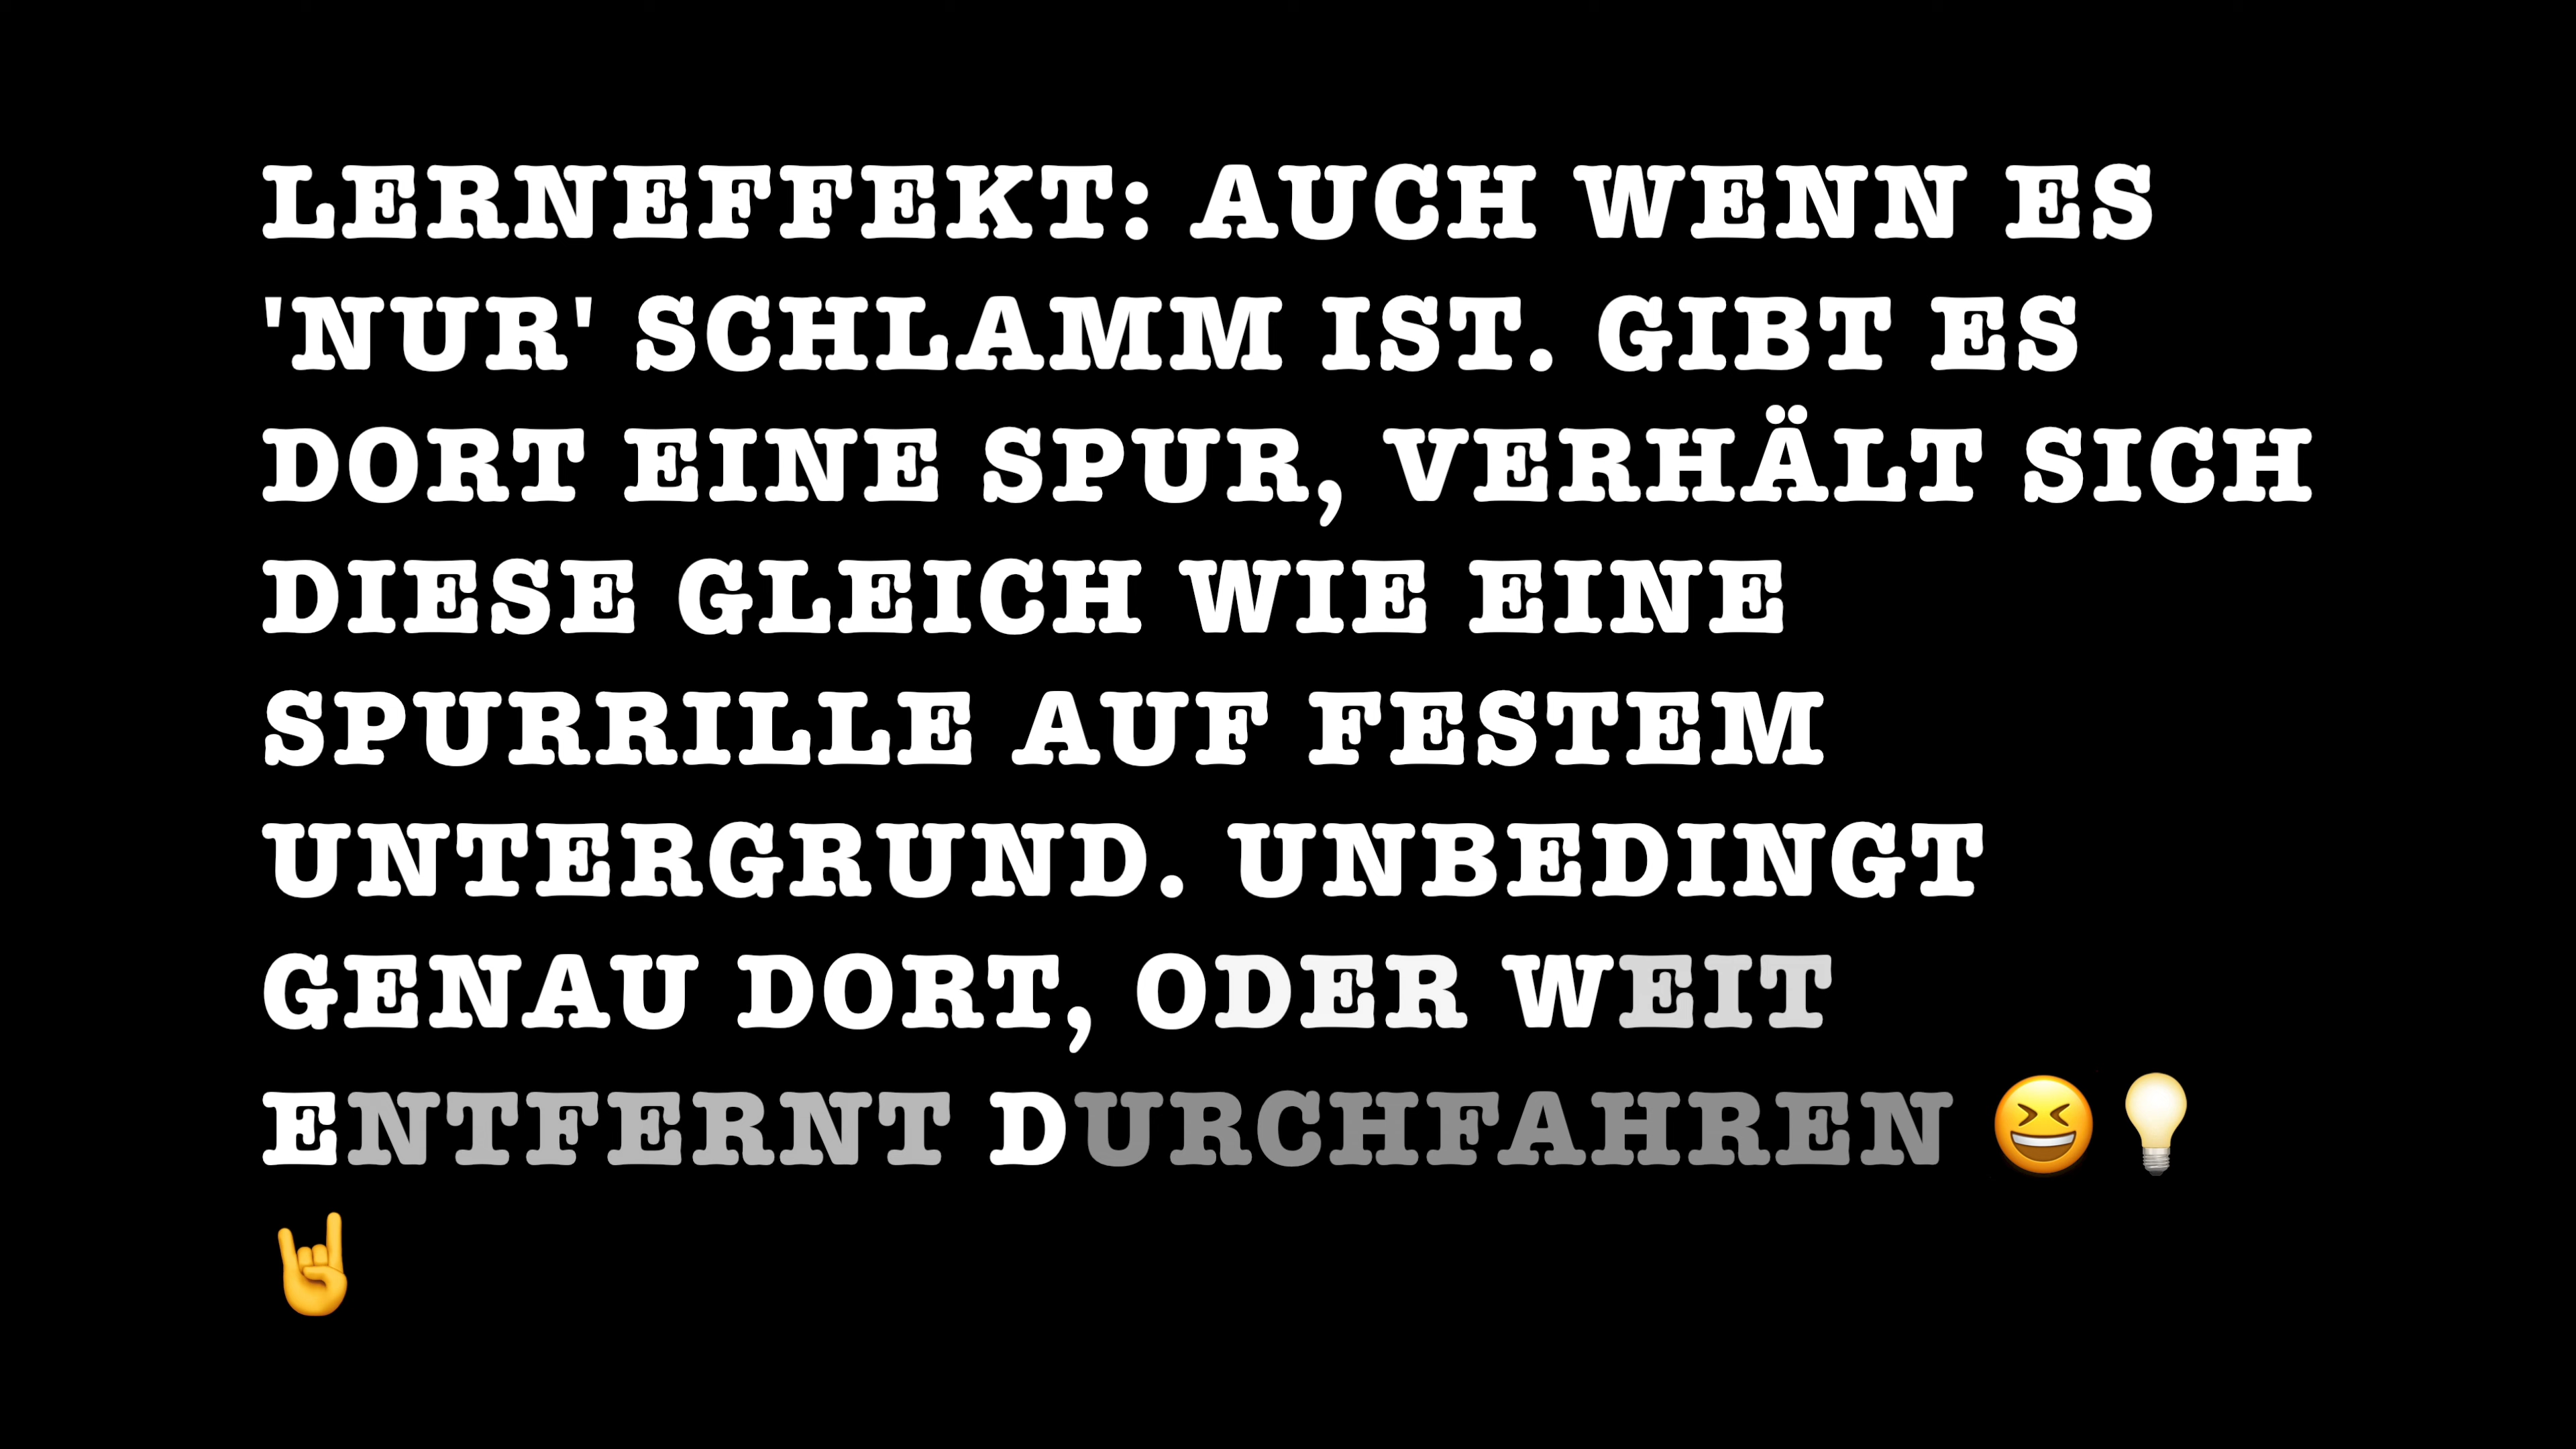 LERNEFFEKT: AUCH WENN ES
'NUR' SCHLAMM IST. GIBT ES
DORT EINE SPUR, VERHÄLT SICH
DIESE GLEICH WIE EINE
SPURRILLE AUF FESTEM
UNTERGRUND. UNBEDINGT
GENAU DORT, ODER WEIT
ENTFERNT DURCHFAHREN 😆💡
🤘